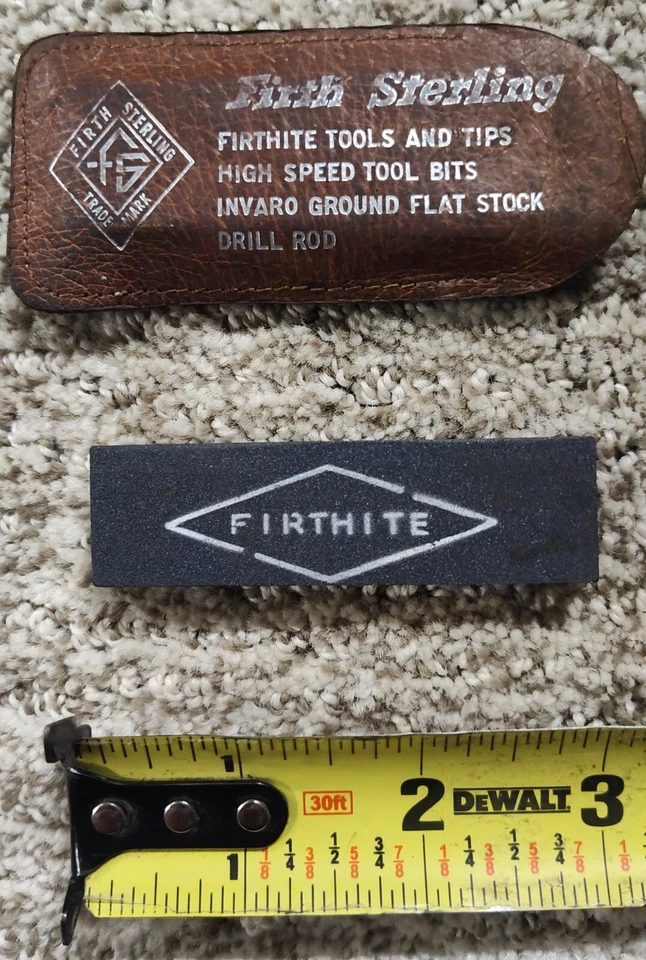 FIRTH STERLING
FS
TRADE MARK
Firth Sterling
FIRTHITE TOOLS AND TIPS
HIGH SPEED TOOL BITS
INVARO GROUND FLAT STOCK
DRILL ROD
FIRTHITE
1
30ft
2 DEWALT 3
1 1/8 1/4 3/8 1/2 5/8 3/4 7/8 1/8 1/4 3/8 1/2 5/8 3/4 7/8 1/8